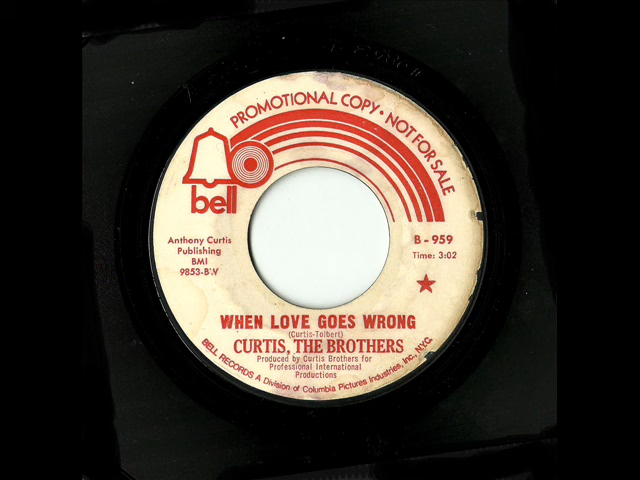 PROMOTIONAL COPY • NOT FOR SALE
bell
Anthony Curtis
Publishing
BMI
9853-B'.V
B - 959
Time: 3:02
WHEN LOVE GOES WRONG
(Curtis-Tolbert)
CURTIS, THE BROTHERS
Produced by Curtis Brothers for
Professional International
Productions
BELL RECORDS A Division of Columbia Pictures Industries, Inc., N.Y.C.